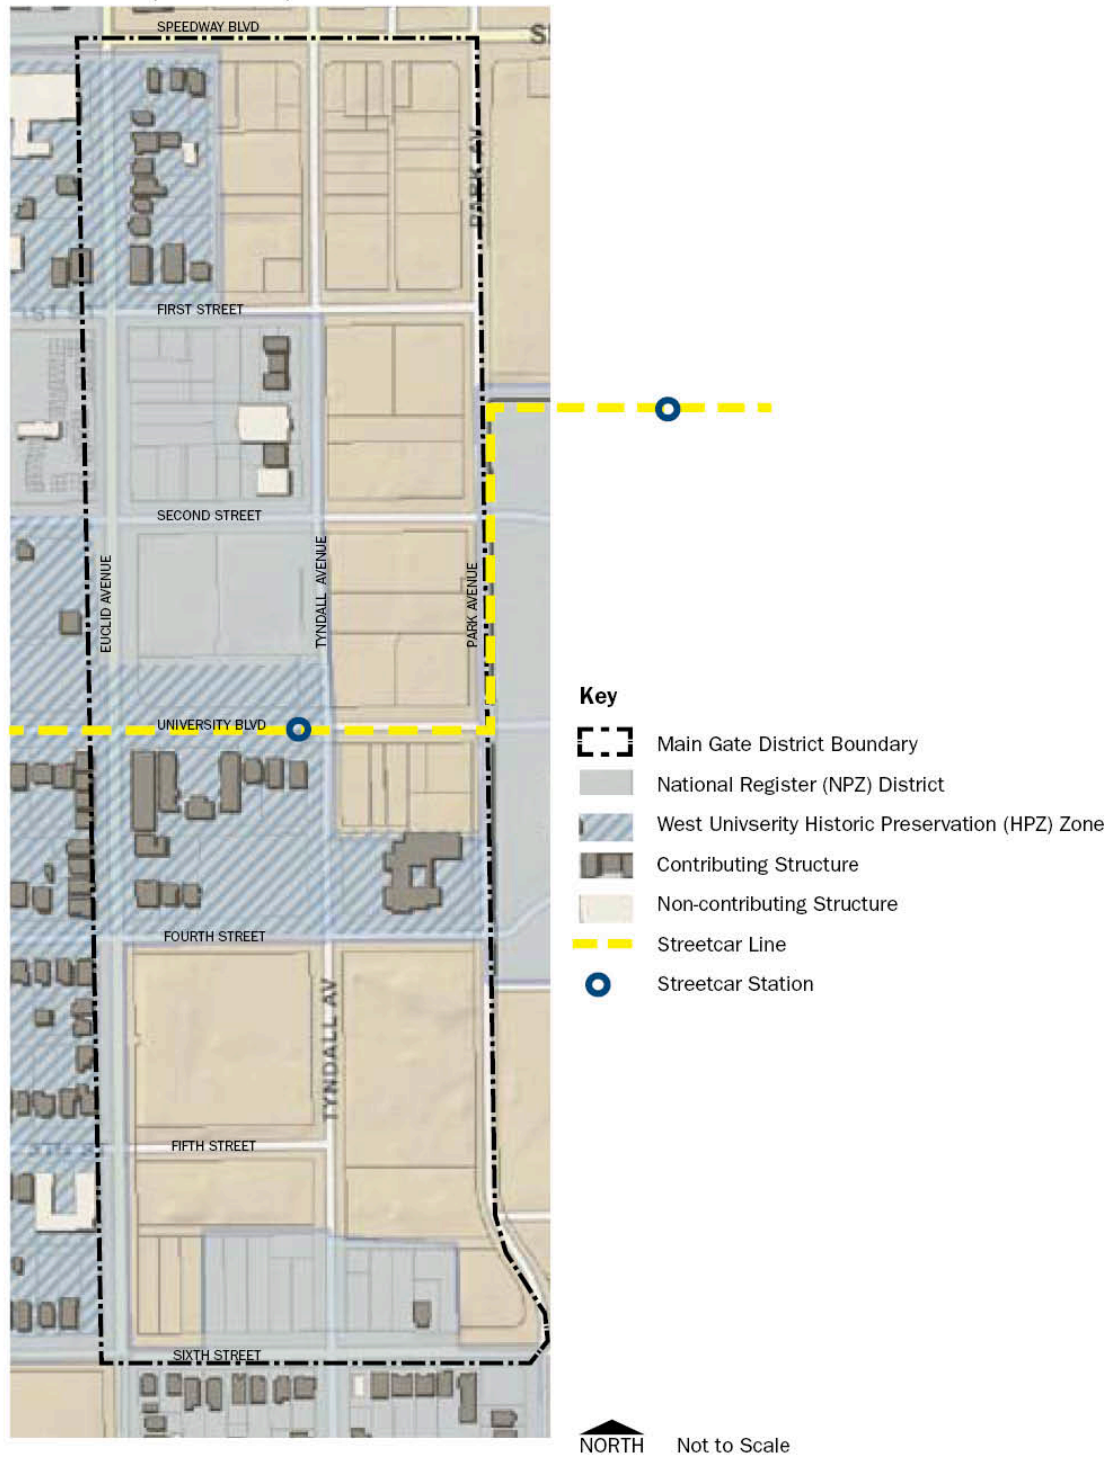 SPEEDWAY BLVD
PARK AV
FIRST STREET
SECOND STREET
EUCLID AVENUE
TYNDALL AVENUE
PARK AVENUE
UNIVERSITY BLVD
FOURTH STREET
TYNDALL AV
FIFTH STREET
SIXTH STREET
Key
Main Gate District Boundary
National Register (NPZ) District
West Univserity Historic Preservation (HPZ) Zone
Contributing Structure
Non-contributing Structure
Streetcar Line
Streetcar Station
NORTH Not to Scale